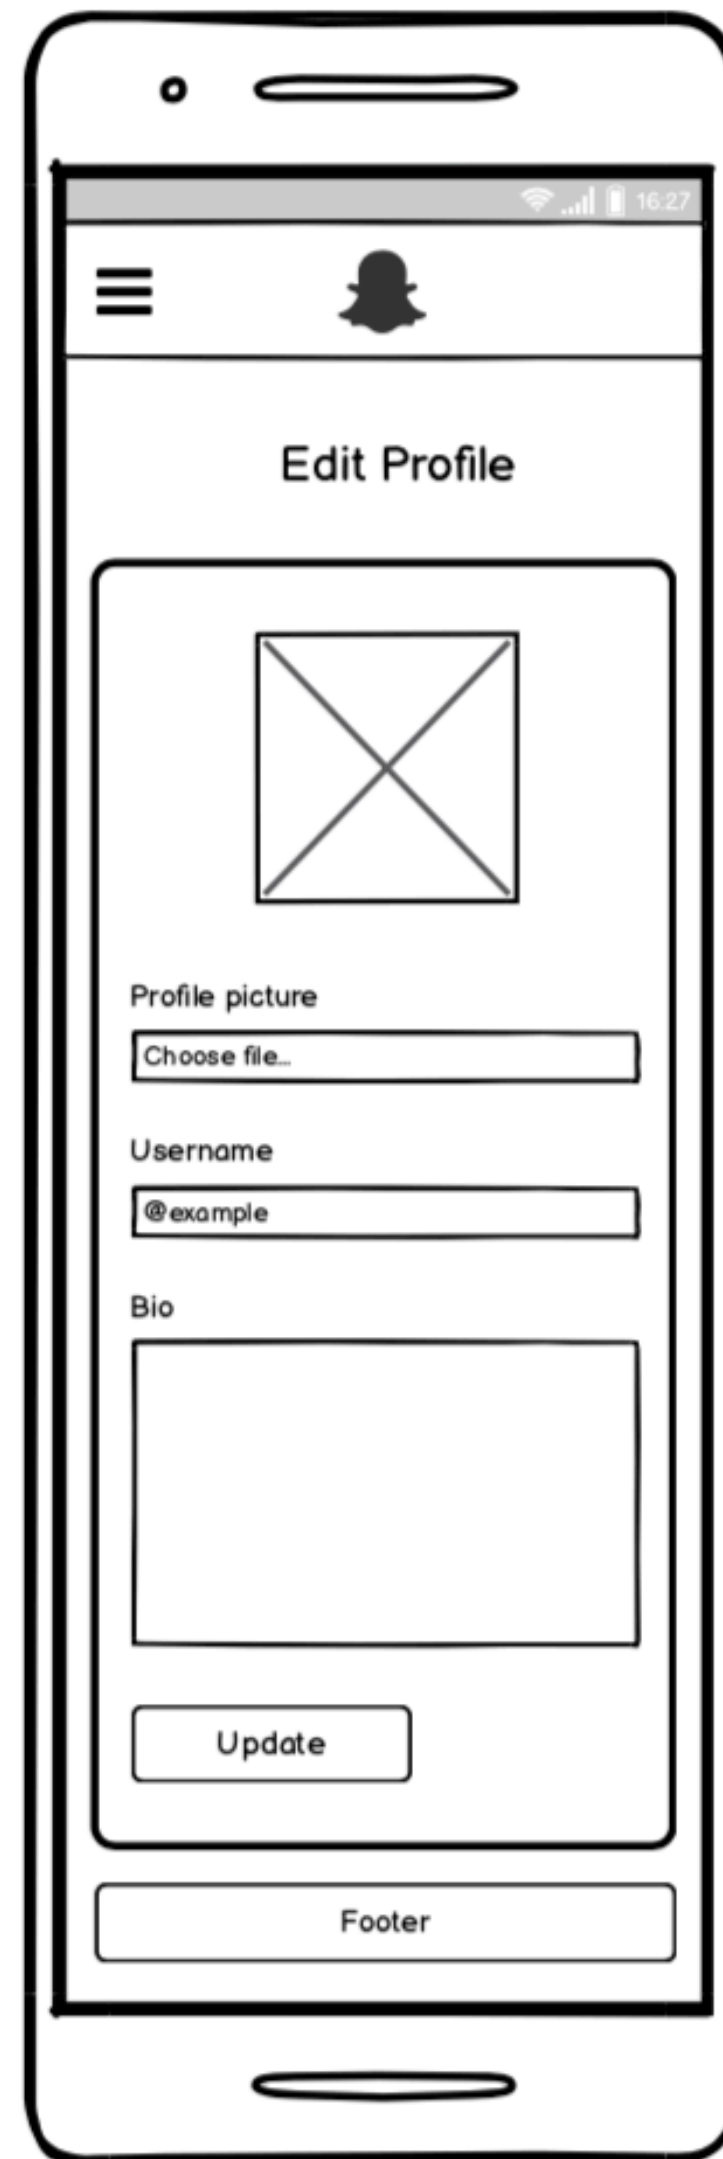 16:27
Edit Profile
Profile picture
Choose file...
Username
@example
Bio
Update
Footer